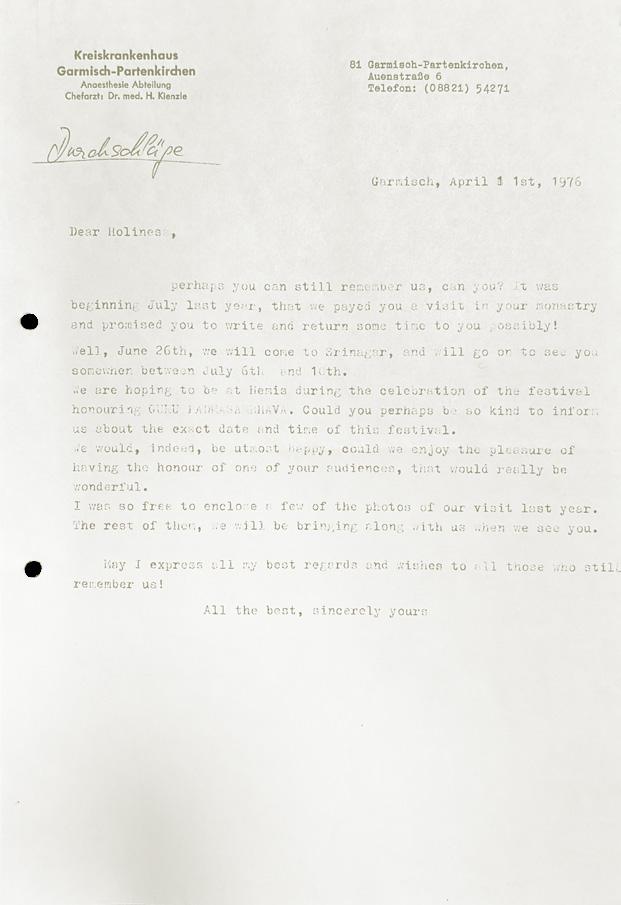 Kreiskrankenhaus
Garmisch-Partenkirchen
Anaesthesie Abteilung
Chefarzt: Dr. med. H. Kienzle
81 Garmisch-Partenkirchen,
Auenstraße 6
Telefon: (08821) 54271
Durchschläge
Garmisch, April 1 1st, 1976
Dear Holiness,
perhaps you can still remember us, can you? It was
beginning July last year, that we payed you a visit in your monastry
and promised you to write and return some time to you possibly!
Well, June 26th, we will come to Srinagar, and will go on to see you
somewhen between July 6th and 10th.
We are hoping to be at Hemis during the celebration of the festival
honouring GURU PADMASAMBHAVA. Could you perhaps be so kind to inform
us about the exact date and time of this festival.
We would, indeed, be utmost happy, could we enjoy the pleasure of
having the honour of one of your audiences, that would really be
wonderful.
I was so free to enclose a few of the photos of our visit last year.
The rest of them, we will be bringing along with us when we see you.
May I express all my best regards and wishes to all those who still
remember us!
All the best, sincerely yours